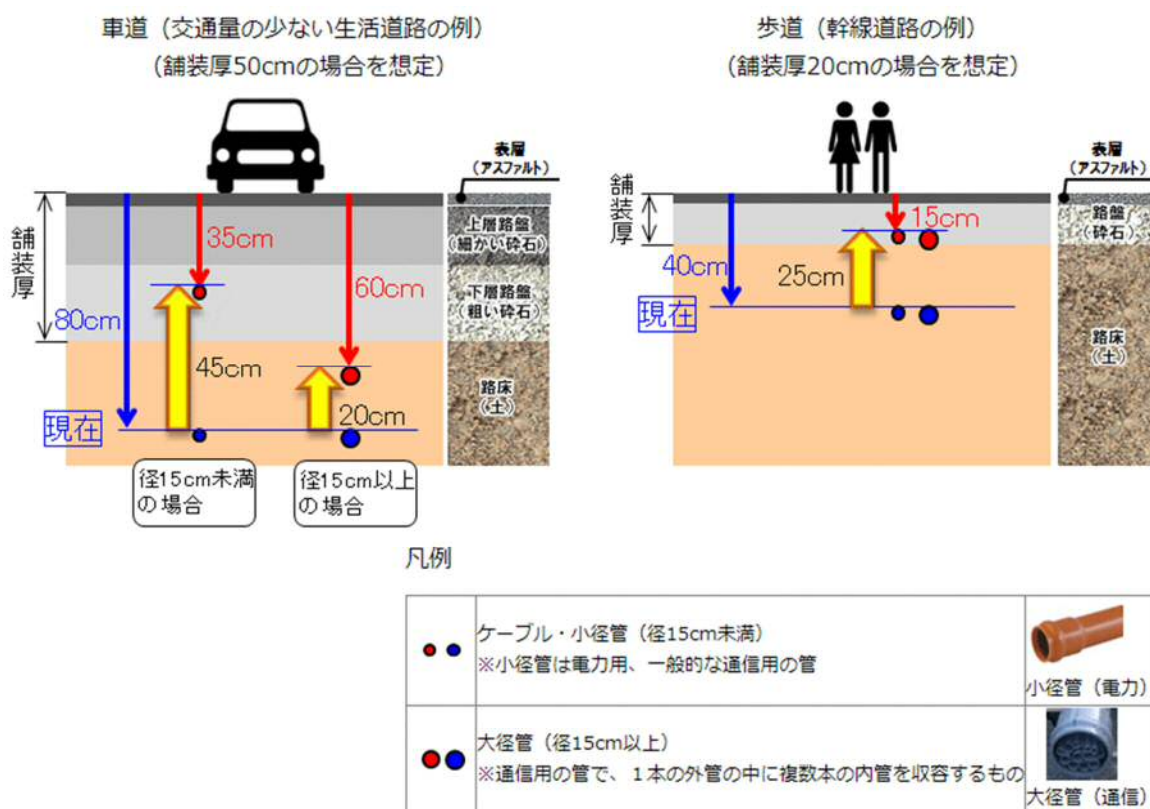 車道（交通量の少ない生活道路の例）
（舗装厚50cmの場合を想定）
表層
（アスファルト）
舗装厚
35cm
60cm
80cm
45cm
20cm
現在
上層路盤
（細かい砕石）
下層路盤
（粗い砕石）
路床
（土）
径15cm未満
の場合
径15cm以上
の場合
歩道（幹線道路の例）
（舗装厚20cmの場合を想定）
表層
（アスファルト）
舗装厚
15cm
40cm
25cm
現在
路盤
（砕石）
路床
（土）
凡例
ケーブル・小径管（径15cm未満）
※小径管は電力用、一般的な通信用の管
小径管（電力）
大径管（径15cm以上）
※通信用の管で、１本の外管の中に複数本の内管を収容するもの
大径管（通信）